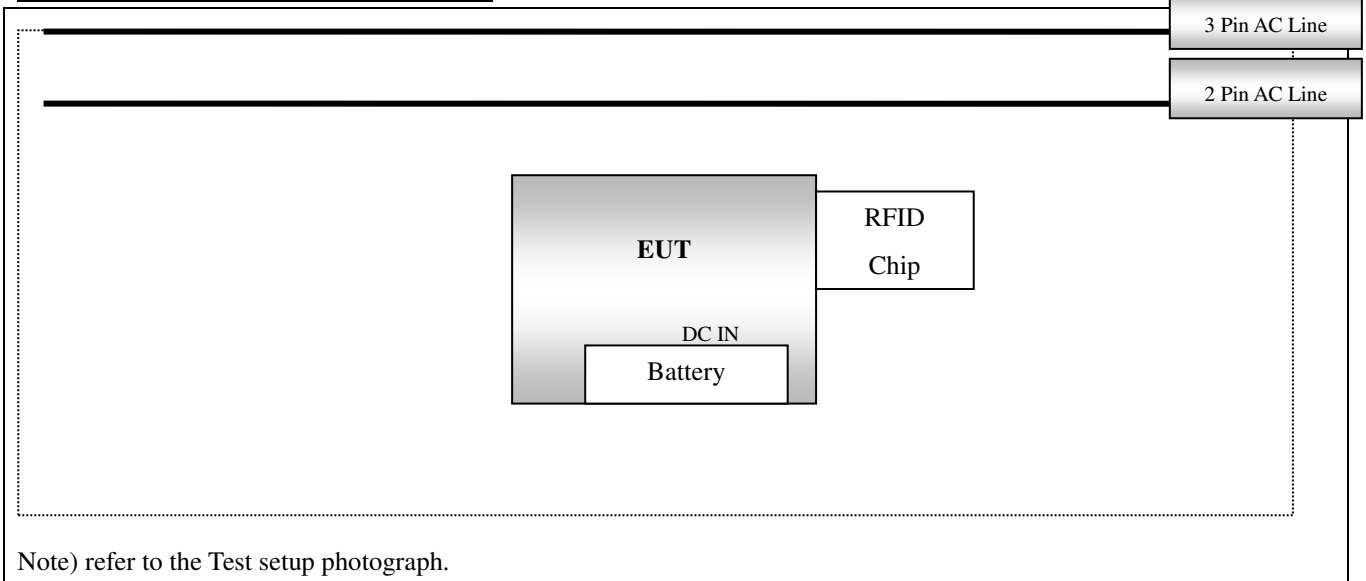 3 Pin AC Line
2 Pin AC Line
EUT
RFID
Chip
DC IN
Battery
Note) refer to the Test setup photograph.